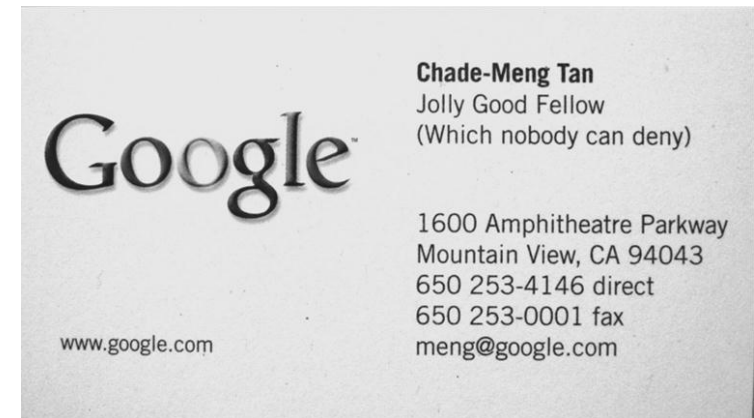 Google™
www.google.com
Chade-Meng Tan
Jolly Good Fellow
(Which nobody can deny)
1600 Amphitheatre Parkway
Mountain View, CA 94043
650 253-4146 direct
650 253-0001 fax
meng@google.com